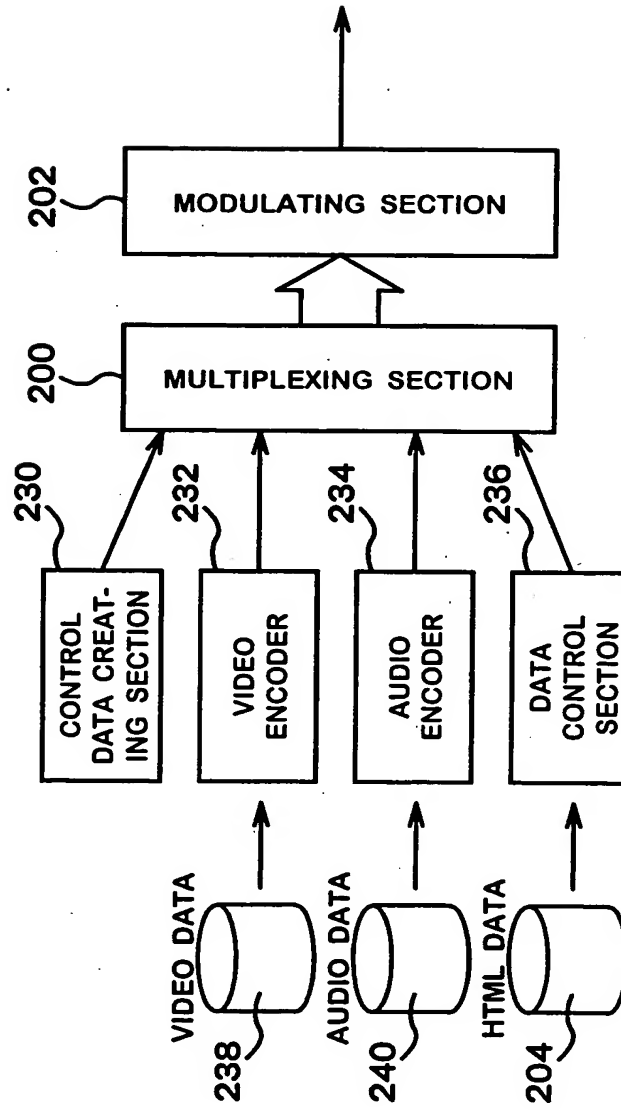 202
MODULATING SECTION
200
MULTIPLEXING SECTION
230
CONTROL
DATA CREAT-
ING SECTION
232
VIDEO
ENCODER
234
AUDIO
ENCODER
236
DATA
CONTROL
SECTION
VIDEO DATA
238
AUDIO DATA
240
HTML DATA
204